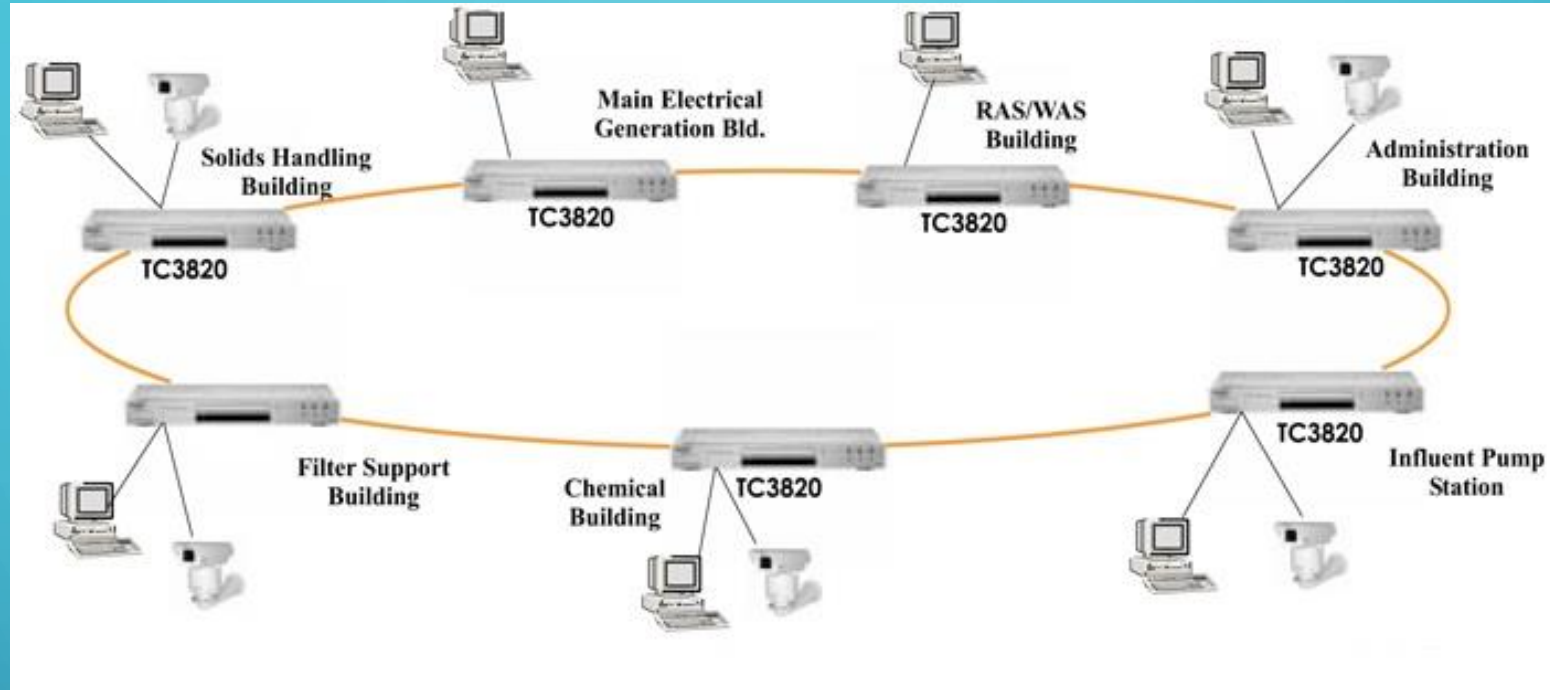 Main Electrical
Generation Bld.
RAS/WAS
Building
Solids Handling
Building
Administration
Building
TC3820
TC3820
TC3820
TC3820
TC3820
Filter Support
Building
Chemical
Building
TC3820
Influent Pump
Station